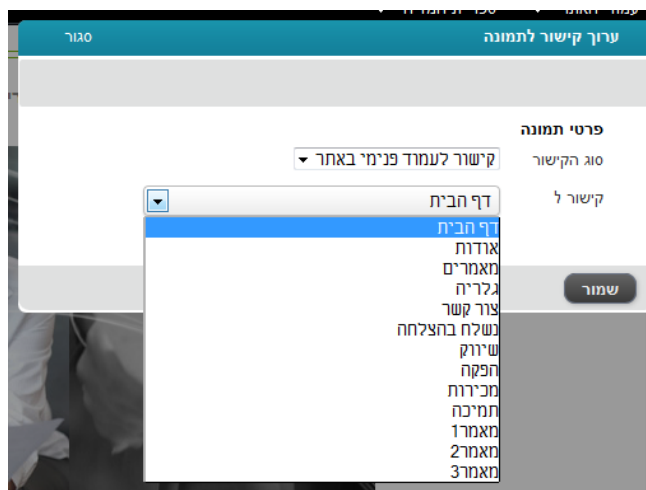 ערוך קישור לתמונה
סגור
פרטי תמונה
סוג הקישור
קישור לעמוד פנימי באתר
קישור ל
דף הבית
דף הבית
אודות
מאמרים
גלריה
צור קשר
נשלח בהצלחה
שיווק
הפקה
מכירות
תמיכה
מאמר1
מאמר2
מאמר3
שמור